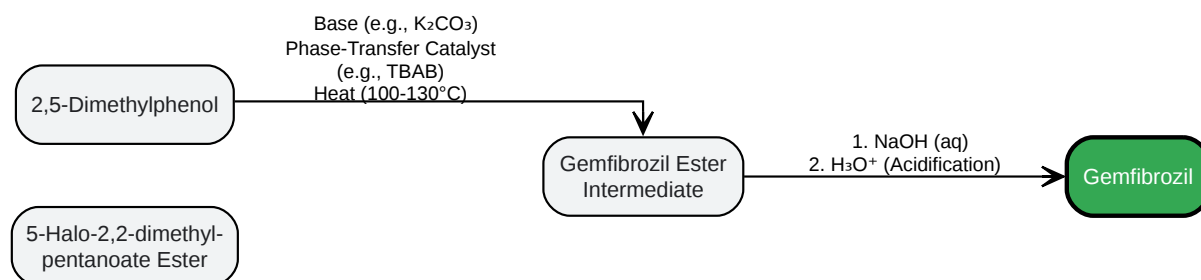 Base (e.g., K₂CO₃)
Phase-Transfer Catalyst
(e.g., TBAB)
Heat (100-130°C)
2,5-Dimethylphenol
Gemfibrozil Ester
Intermediate
1. NaOH (aq)
2. H₃O⁺ (Acidification)
Gemfibrozil
5-Halo-2,2-dimethyl-
pentanoate Ester